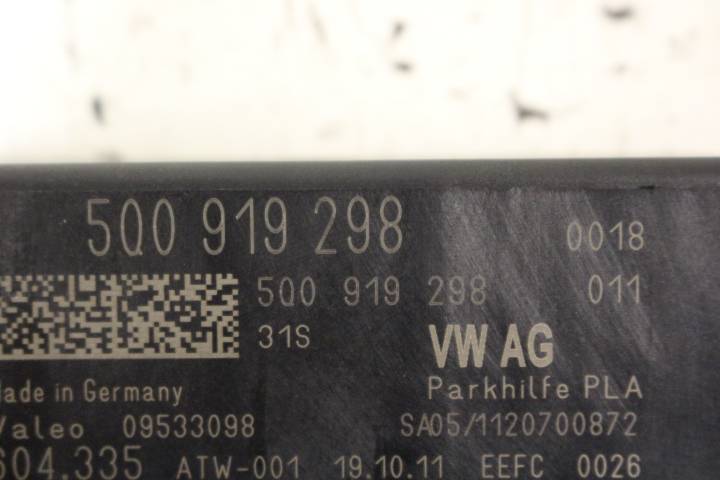 5Q0 919 298 0018
5Q0 919 298 011
31S VW AG
Made in Germany Parkhilfe PLA
Valeo 09533098 SA05/1120700872
604.335 ATW-001 19.10.11 EEFC 0026